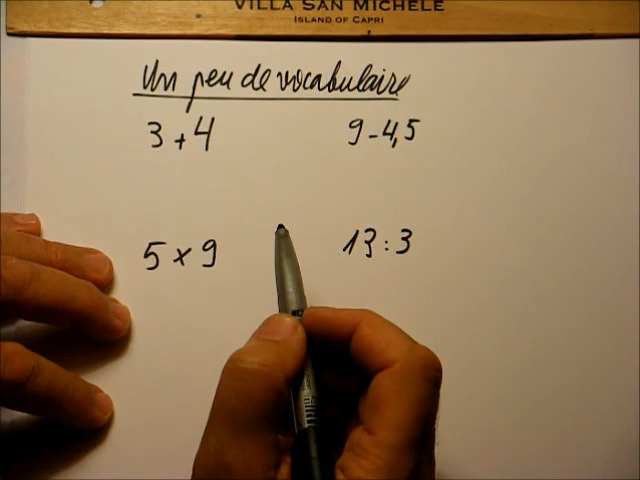 VILLA SAN MICHELE
ISLAND OF CAPRI
Un peu de vocabulaire
3 + 4 9 - 4,5
5 x 9 13 : 3